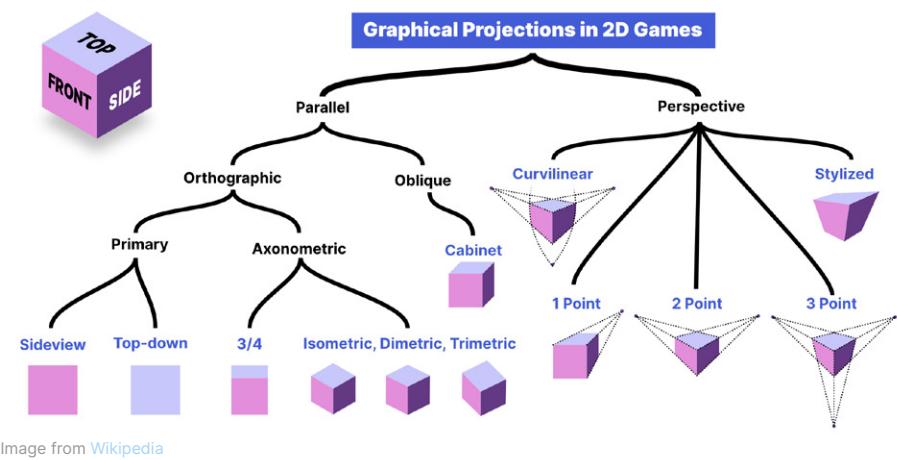 Graphical Projections in 2D Games
TOP
FRONT
SIDE
Parallel
Perspective
Orthographic
Oblique
Curvilinear
Stylized
Primary
Axonometric
Cabinet
1 Point
2 Point
3 Point
Sideview
Top-down
3/4
Isometric, Dimetric, Trimetric
Image from Wikipedia